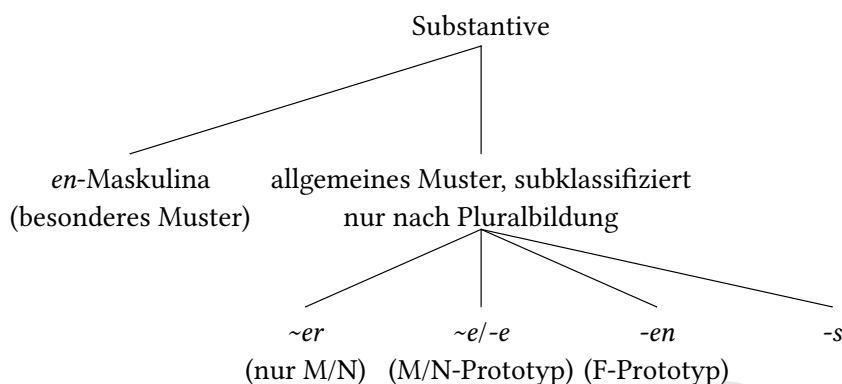 Substantive
en-Maskulina allgemeines Muster, subklassifiziert
(besonderes Muster) nur nach Pluralbildung
~er ~e/-e -en -s
(nur M/N) (M/N-Prototyp) (F-Prototyp)